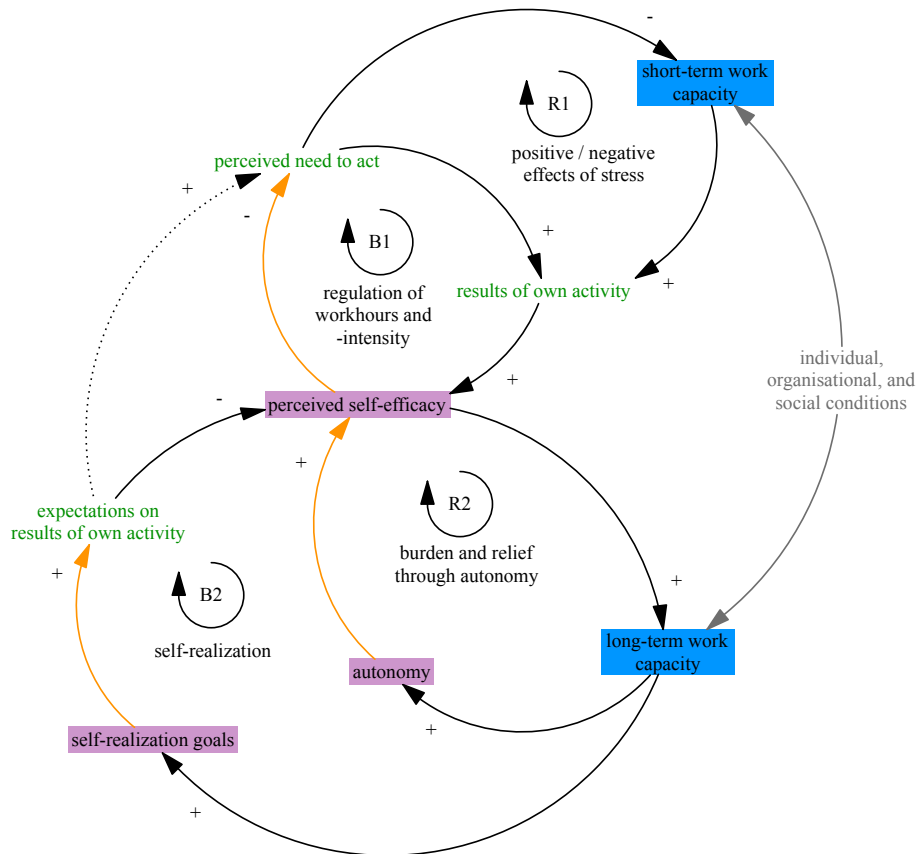 -
short-term work
capacity
+
R1
positive / negative
effects of stress
perceived need to act
+
-
B1
+
regulation of
workhours and
-intensity
results of own activity
+
individual,
organisational, and
social conditions
+
-
perceived self-efficacy
+
R2
expectations on
results of own activity
burden and relief
through autonomy
+
B2
+
self-realization
long-term work
capacity
autonomy
+
self-realization goals
+